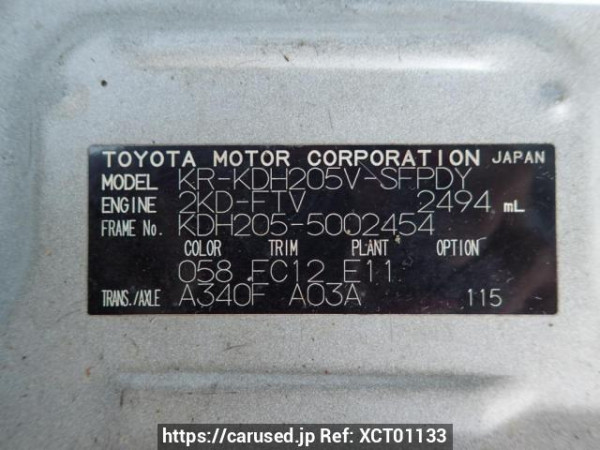 TOYOTA MOTOR CORPORATION JAPAN
MODEL KR-KDH205V-SFPDY
ENGINE 2KD-FTV 2494 mL
FRAME No. KDH205-5002454
COLOR TRIM PLANT OPTION
058 FC12 E11
TRANS./AXLE A340F A03A 115
https://carused.jp Ref: XCT01133